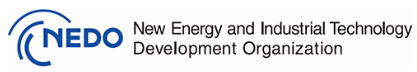 NEDO
New Energy and Industrial Technology
Development Organization